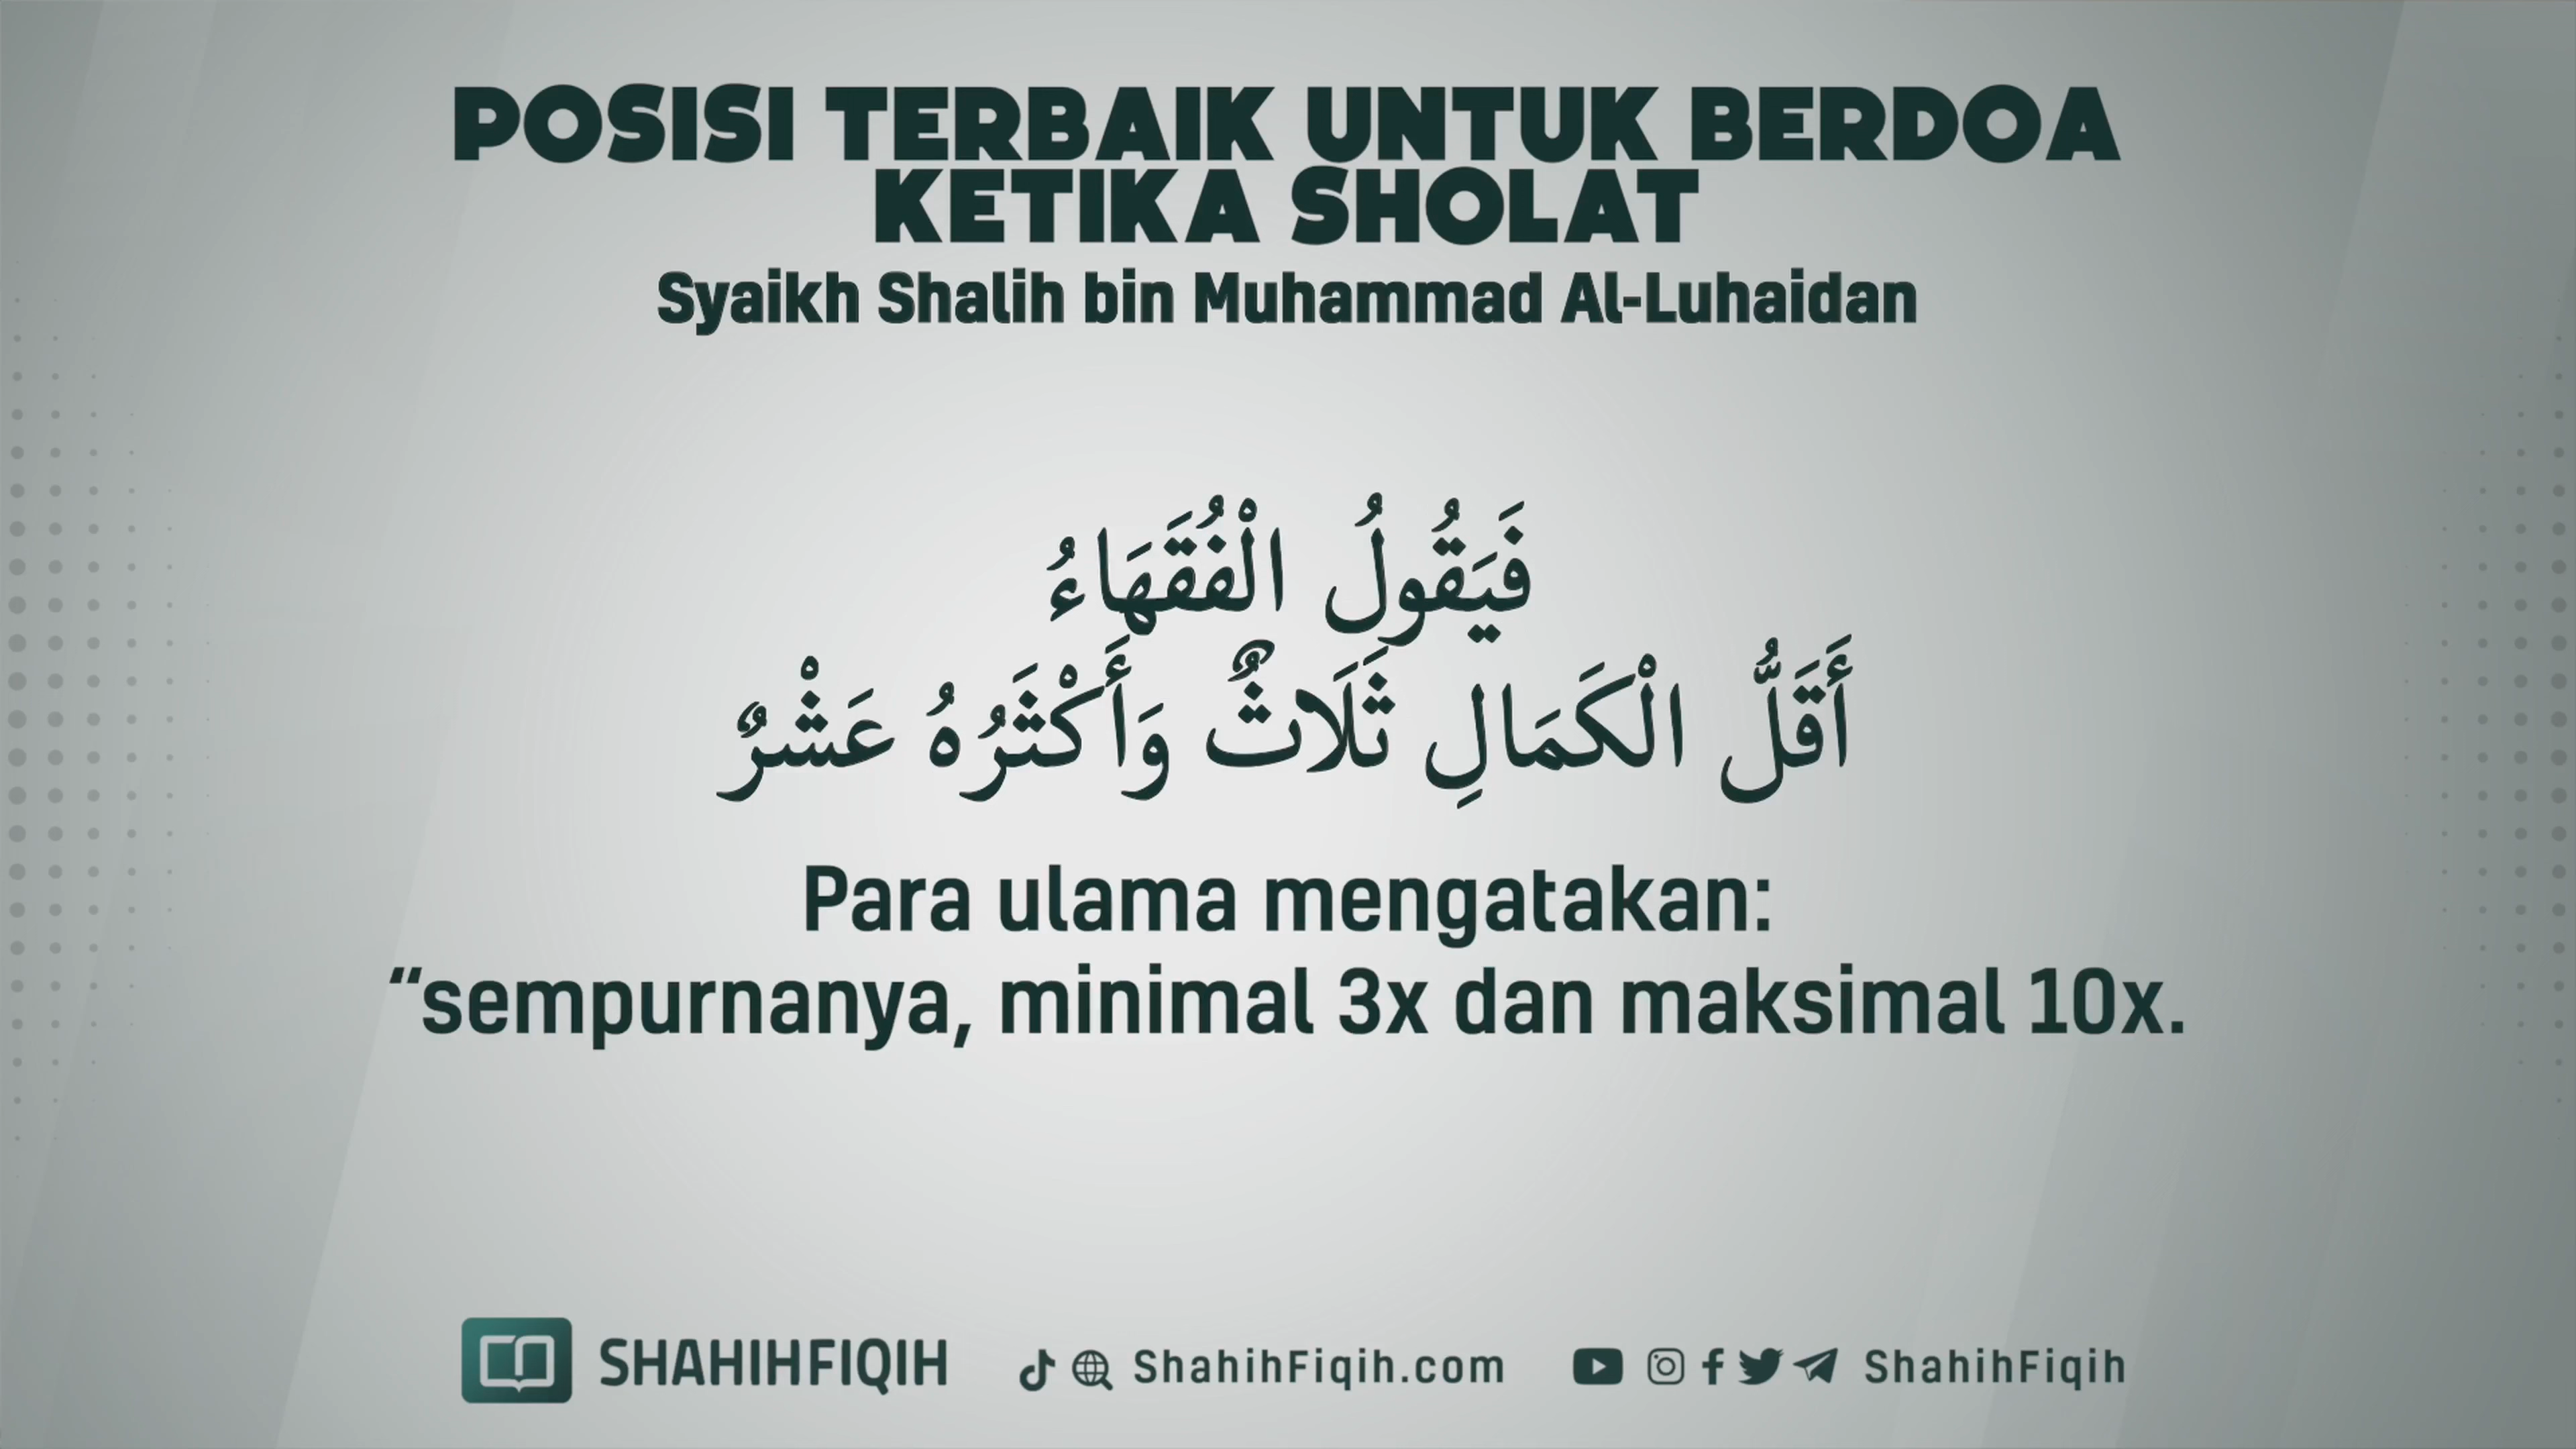 POSISI TERBAIK UNTUK BERDOA
KETIKA SHOLAT
Syaikh Shalih bin Muhammad Al-Luhaidan
فَيَقُولُ الْفُقَهَاءُ
أَقَلُّ الْكَمَالِ ثَلَاثٌ وَأَكْثَرُهُ عَشْرٌ
Para ulama mengatakan:
“sempurnanya, minimal 3x dan maksimal 10x.
SHAHIHFIQIH ShahihFiqih.com ShahihFiqih